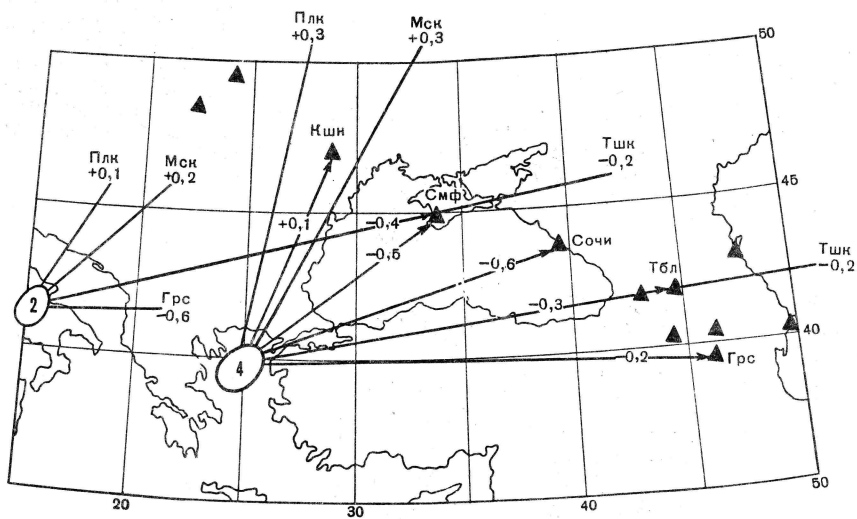 Плк
+0,3
Мск
+0,3
50
Кшн
Плк
+0,1
Мск
+0,2
Тшк
-0,2
45
Смф
+0,1
-0,4
-0,5
Сочи
-0,6
Тбл
Тшк
-0,2
2
Грс
-0,6
-0,3
40
4
-0,2
Грс
20
30
40
50